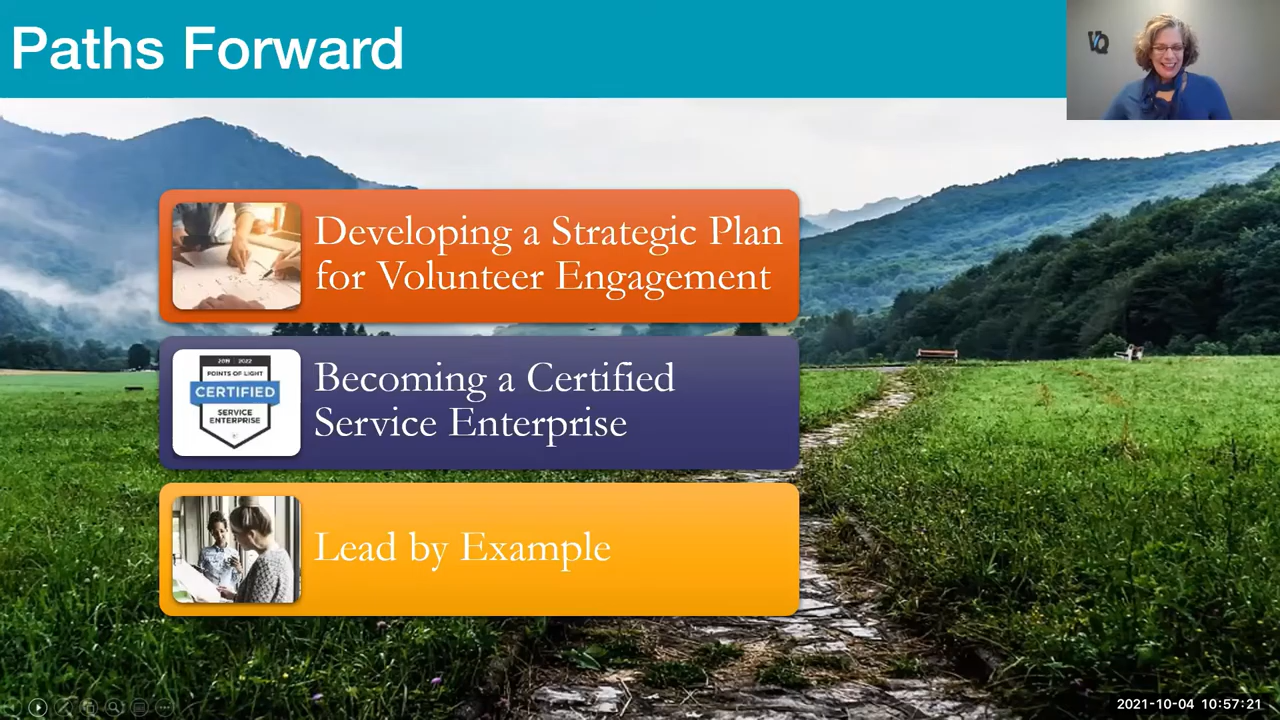 Paths Forward
VQ
Developing a Strategic Plan
for Volunteer Engagement
2019 | 2022
POINTS OF LIGHT
CERTIFIED
SERVICE
ENTERPRISE
Becoming a Certified
Service Enterprise
Lead by Example
2021-10-04 10:57:21